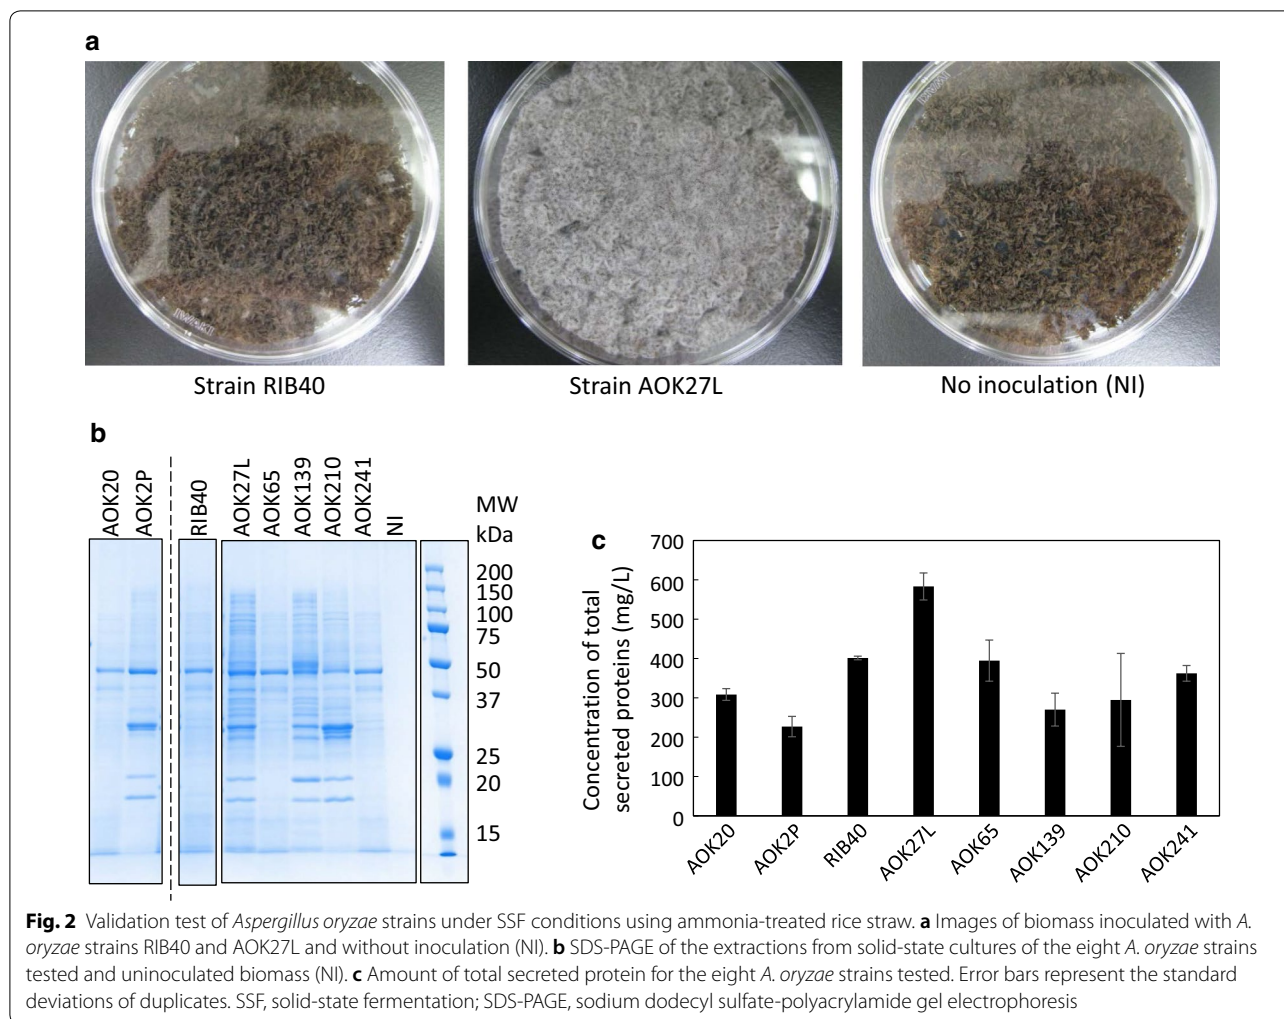 a
Strain RIB40
Strain AOK27L
No inoculation (NI)
b
AOK20
AOK2P
RIB40
AOK27L
AOK65
AOK139
AOK210
AOK241
NI
MW
kDa
200
150
100
75
50
37
25
20
15
c
Concentration of total
secreted proteins (mg/L)
700
600
500
400
300
200
100
0
AOK20
AOK2P
RIB40
AOK27L
AOK65
AOK139
AOK210
AOK241
Fig. 2 Validation test of Aspergillus oryzae strains under SSF conditions using ammonia-treated rice straw. a Images of biomass inoculated with A.
oryzae strains RIB40 and AOK27L and without inoculation (NI). b SDS-PAGE of the extractions from solid-state cultures of the eight A. oryzae strains
tested and uninoculated biomass (NI). c Amount of total secreted protein for the eight A. oryzae strains tested. Error bars represent the standard
deviations of duplicates. SSF, solid-state fermentation; SDS-PAGE, sodium dodecyl sulfate-polyacrylamide gel electrophoresis